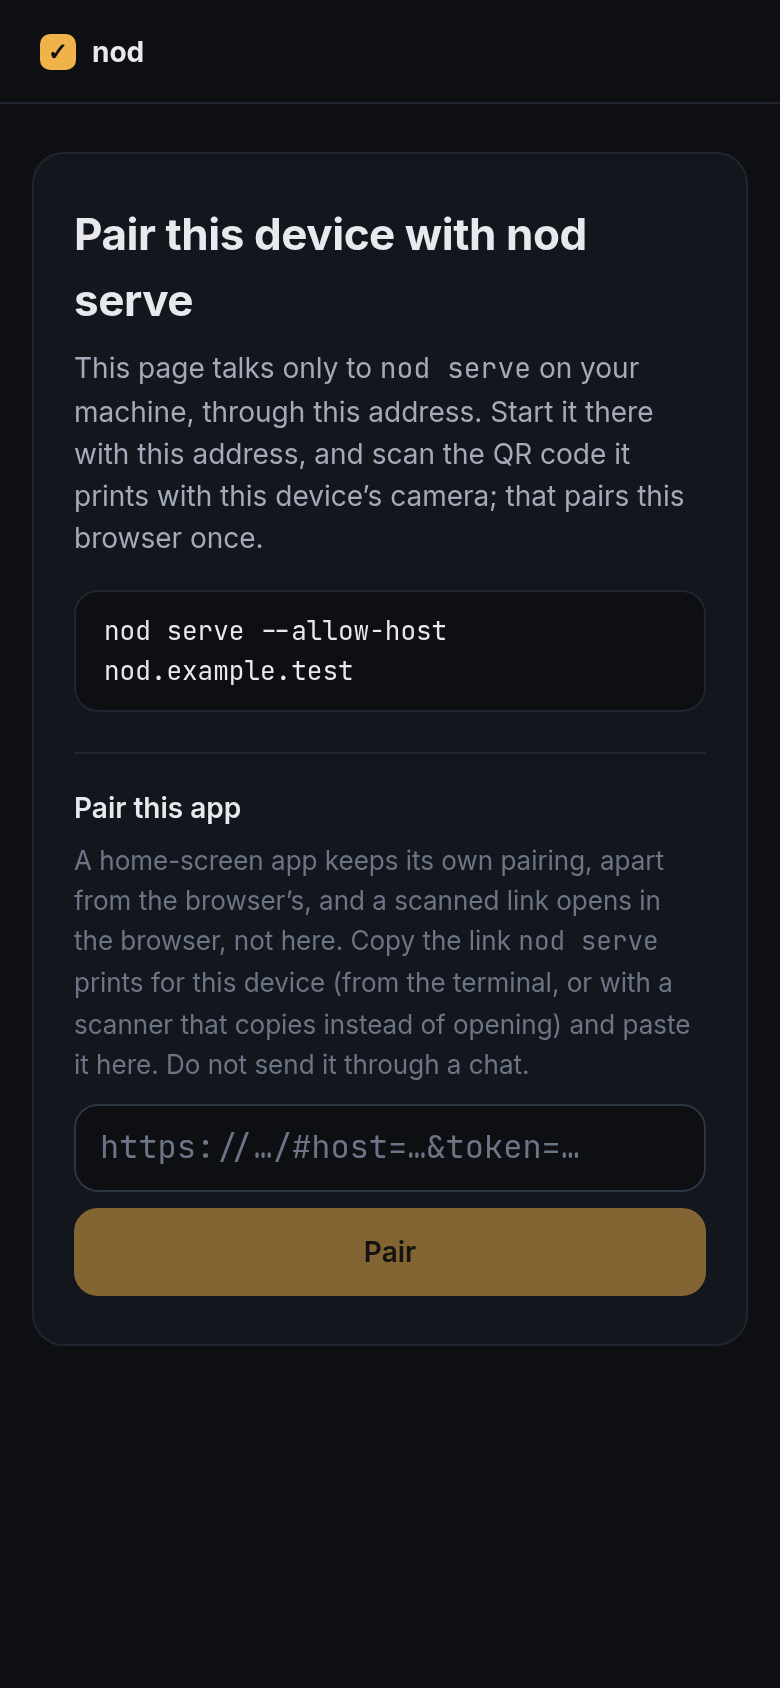 ✓ nod
Pair this device with nod
serve
This page talks only to nod serve on your
machine, through this address. Start it there
with this address, and scan the QR code it
prints with this device’s camera; that pairs this
browser once.
nod serve --allow-host
nod.example.test
Pair this app
A home-screen app keeps its own pairing, apart
from the browser’s, and a scanned link opens in
the browser, not here. Copy the link nod serve
prints for this device (from the terminal, or with a
scanner that copies instead of opening) and paste
it here. Do not send it through a chat.
https://…/#host=…&token=…
Pair